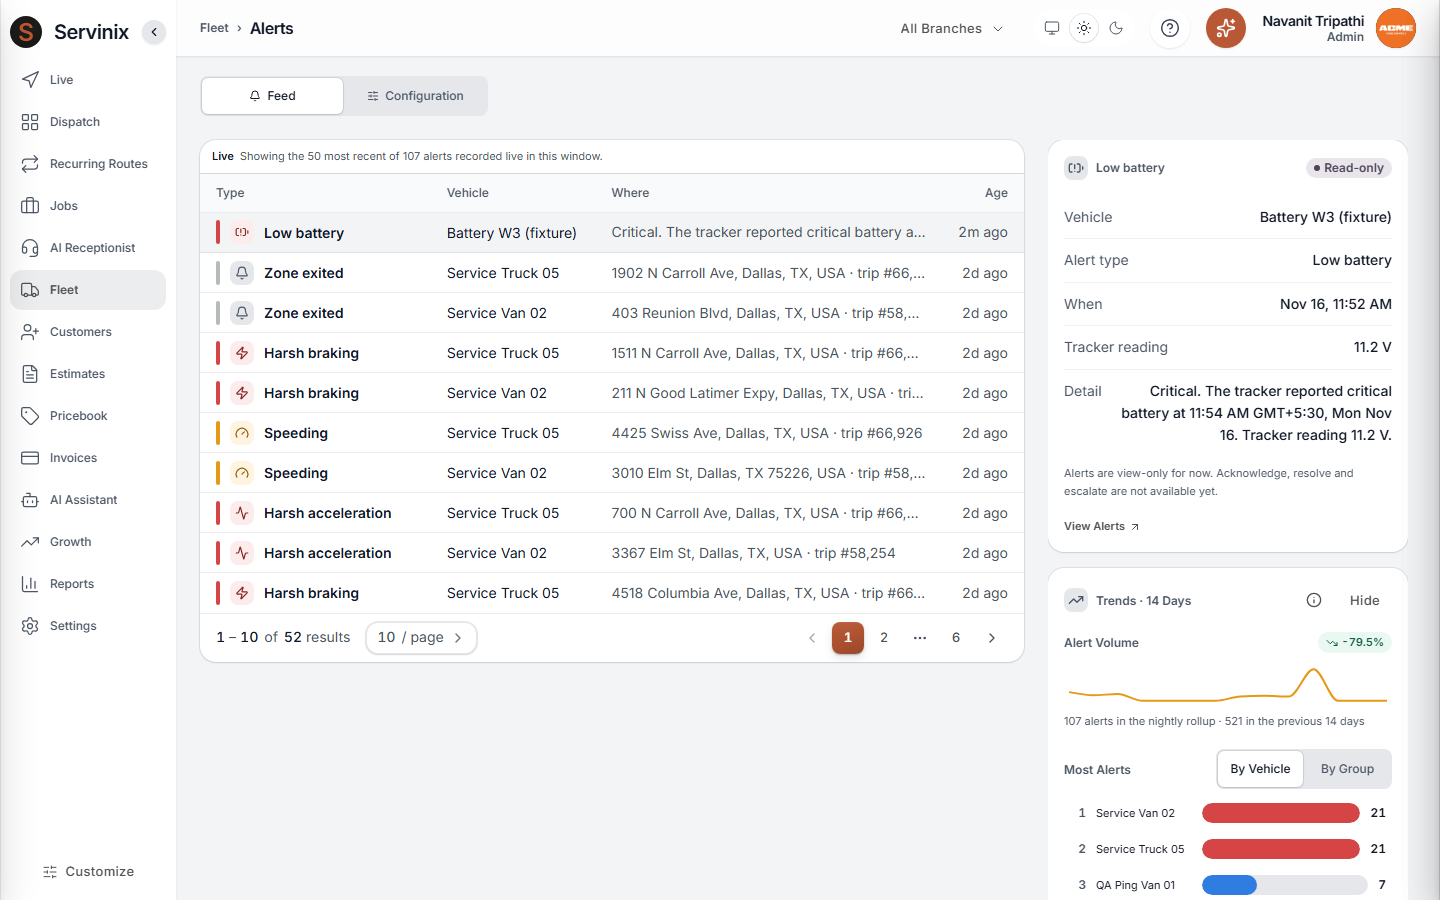 S Servinix
Live
Dispatch
Recurring Routes
Jobs
AI Receptionist
Fleet
Customers
Estimates
Pricebook
Invoices
AI Assistant
Growth
Reports
Settings
Customize
Fleet › Alerts
All Branches
Navanit Tripathi
Admin
ACME
Feed
Configuration
Live Showing the 50 most recent of 107 alerts recorded live in this window.
Type Vehicle Where Age
Low battery Battery W3 (fixture) Critical. The tracker reported critical battery a... 2m ago
Zone exited Service Truck 05 1902 N Carroll Ave, Dallas, TX, USA · trip #66,... 2d ago
Zone exited Service Van 02 403 Reunion Blvd, Dallas, TX, USA · trip #58,... 2d ago
Harsh braking Service Truck 05 1511 N Carroll Ave, Dallas, TX, USA · trip #66,... 2d ago
Harsh braking Service Van 02 211 N Good Latimer Expy, Dallas, TX, USA · tri... 2d ago
Speeding Service Truck 05 4425 Swiss Ave, Dallas, TX, USA · trip #66,926 2d ago
Speeding Service Van 02 3010 Elm St, Dallas, TX 75226, USA · trip #58,... 2d ago
Harsh acceleration Service Truck 05 700 N Carroll Ave, Dallas, TX, USA · trip #66,... 2d ago
Harsh acceleration Service Van 02 3367 Elm St, Dallas, TX, USA · trip #58,254 2d ago
Harsh braking Service Truck 05 4518 Columbia Ave, Dallas, TX, USA · trip #66... 2d ago
1 – 10 of 52 results 10 / page 1 2 ··· 6
Low battery Read-only
Vehicle Battery W3 (fixture)
Alert type Low battery
When Nov 16, 11:52 AM
Tracker reading 11.2 V
Detail Critical. The tracker reported critical
battery at 11:54 AM GMT+5:30, Mon Nov
16. Tracker reading 11.2 V.
Alerts are view-only for now. Acknowledge, resolve and
escalate are not available yet.
View Alerts
Trends · 14 Days Hide
Alert Volume -79.5%
107 alerts in the nightly rollup · 521 in the previous 14 days
Most Alerts By Vehicle By Group
1 Service Van 02 21
2 Service Truck 05 21
3 QA Ping Van 01 7